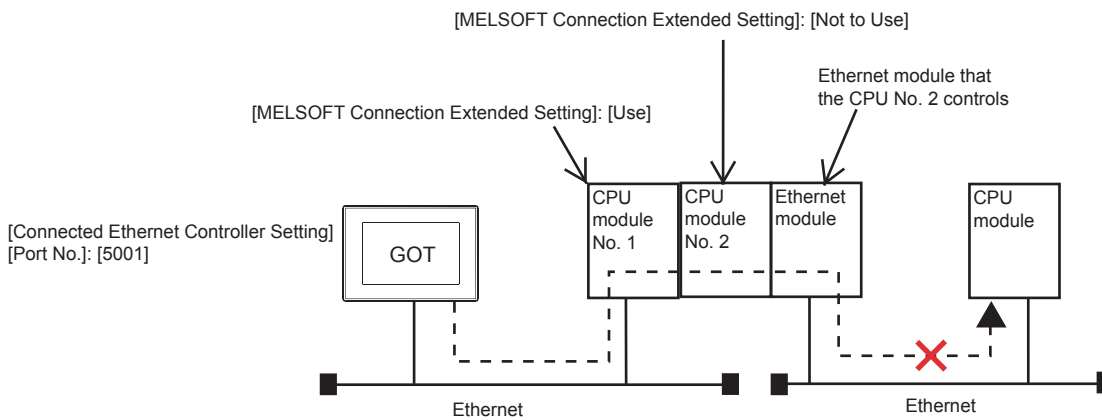 [MELSOFT Connection Extended Setting]: [Not to Use]
Ethernet module that
the CPU No. 2 controls
[MELSOFT Connection Extended Setting]: [Use]
[Connected Ethernet Controller Setting]
[Port No.]: [5001]
GOT
CPU
module
No. 1
CPU
module
No. 2
Ethernet
module
CPU
module
Ethernet
Ethernet